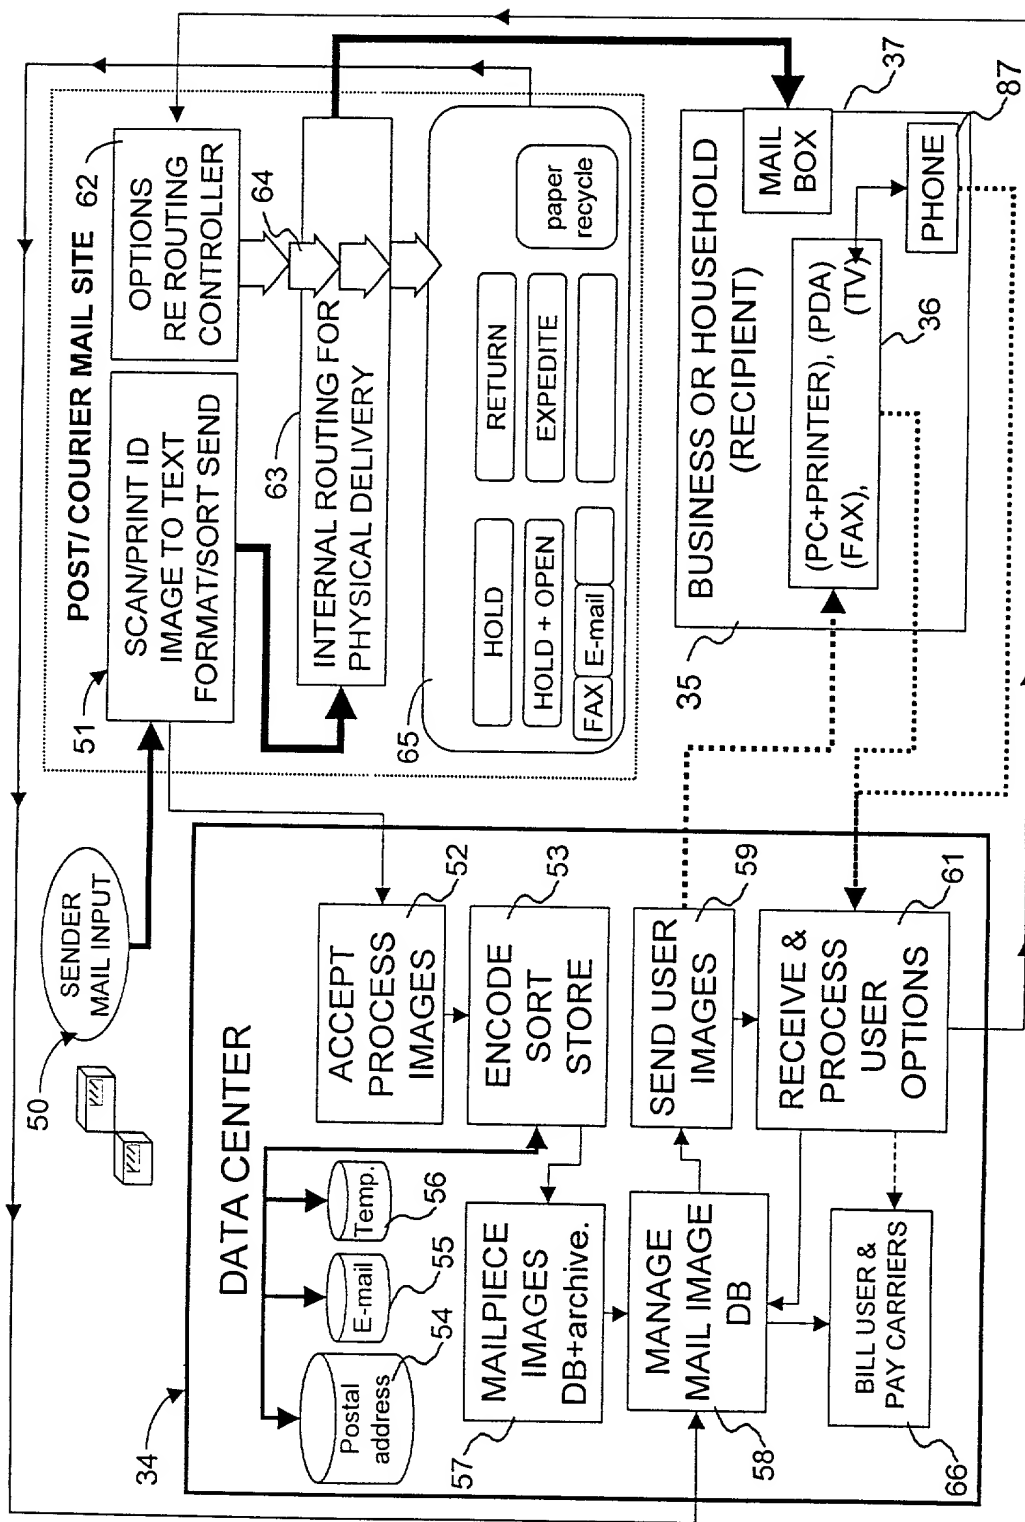 50
SENDER
MAIL INPUT
POST/ COURIER MAIL SITE
51
SCAN/PRINT ID
IMAGE TO TEXT
FORMAT/SORT SEND
62
OPTIONS
RE ROUTING
CONTROLLER
64
63
INTERNAL ROUTING FOR
PHYSICAL DELIVERY
65
HOLD
RETURN
HOLD + OPEN
EXPEDITE
FAX
E-mail
paper
recycle
34
DATA CENTER
Postal
address
54
E-mail
55
Temp.
56
ACCEPT
PROCESS
IMAGES
52
ENCODE
SORT
STORE
53
57
MAILPIECE
IMAGES
DB+archive.
MANAGE
MAIL IMAGE
DB
58
SEND USER
IMAGES
59
RECEIVE &
PROCESS
USER
OPTIONS
61
BILL USER &
PAY CARRIERS
66
35
BUSINESS OR HOUSEHOLD
(RECIPIENT)
MAIL
BOX
37
(PC+PRINTER), (PDA)
(FAX), (TV)
36
PHONE
87